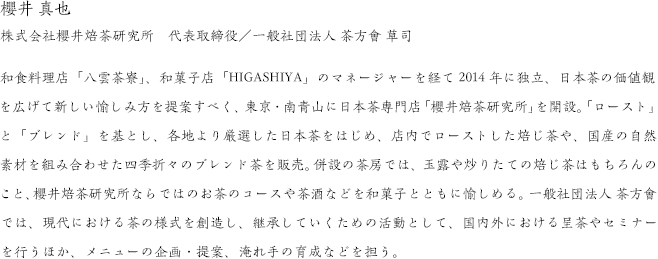 櫻井 真也
株式会社櫻井焙茶研究所　代表取締役／一般社団法人 茶方會 草司
和食料理店「八雲茶寮」、和菓子店「HIGASHIYA」のマネージャーを経て 2014 年に独立、日本茶の価値観
を広げて新しい愉しみ方を提案すべく、東京・南青山に日本茶専門店「櫻井焙茶研究所」を開設。「ロースト」
と「ブレンド」を基とし、各地より厳選した日本茶をはじめ、店内でローストした焙じ茶や、国産の自然
素材を組み合わせた四季折々のブレンド茶を販売。併設の茶房では、玉露や炒りたての焙じ茶はもちろんの
こと、櫻井焙茶研究所ならではのお茶のコースや茶酒などを和菓子とともに愉しめる。一般社団法人 茶方會
では、現代における茶の様式を創造し、継承していくための活動として、国内外における呈茶やセミナー
を行うほか、メニューの企画・提案、淹れ手の育成などを担う。